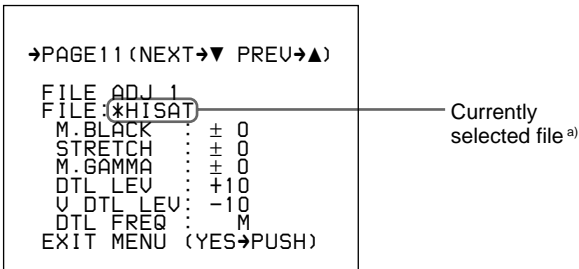 ➔PAGE11(NEXT➔▼ PREV➔▲)
FILE ADJ 1
FILE:*HISAT
M.BLACK : ± 0
STRETCH : ± 0
M.GAMMA : ± 0
DTL LEV : +10
V DTL LEV: -10
DTL FREQ : M
EXIT MENU (YES➔PUSH)
Currently
selected file a)